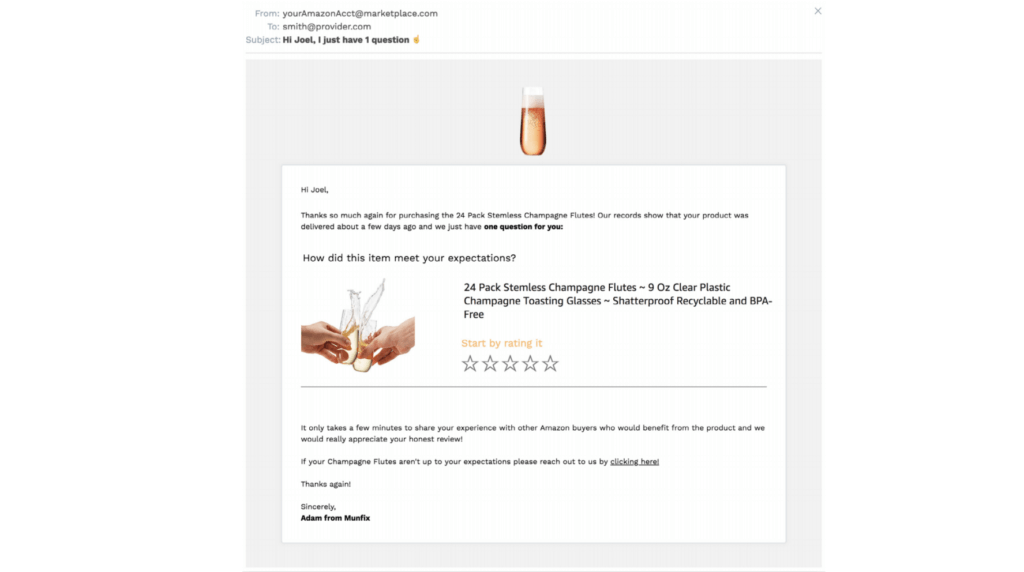 From: yourAmazonAcct@marketplace.com
To: smith@provider.com
Subject: Hi Joel, I just have 1 question ☝
Hi Joel,
Thanks so much again for purchasing the 24 Pack Stemless Champagne Flutes! Our records show that your product was
delivered about a few days ago and we just have one question for you:
How did this item meet your expectations?
24 Pack Stemless Champagne Flutes ~ 9 Oz Clear Plastic
Champagne Toasting Glasses ~ Shatterproof Recyclable and BPA-
Free
Start by rating it
It only takes a few minutes to share your experience with other Amazon buyers who would benefit from the product and we
would really appreciate your honest review!
If your Champagne Flutes aren't up to your expectations please reach out to us by clicking here!
Thanks again!
Sincerely,
Adam from Munfix